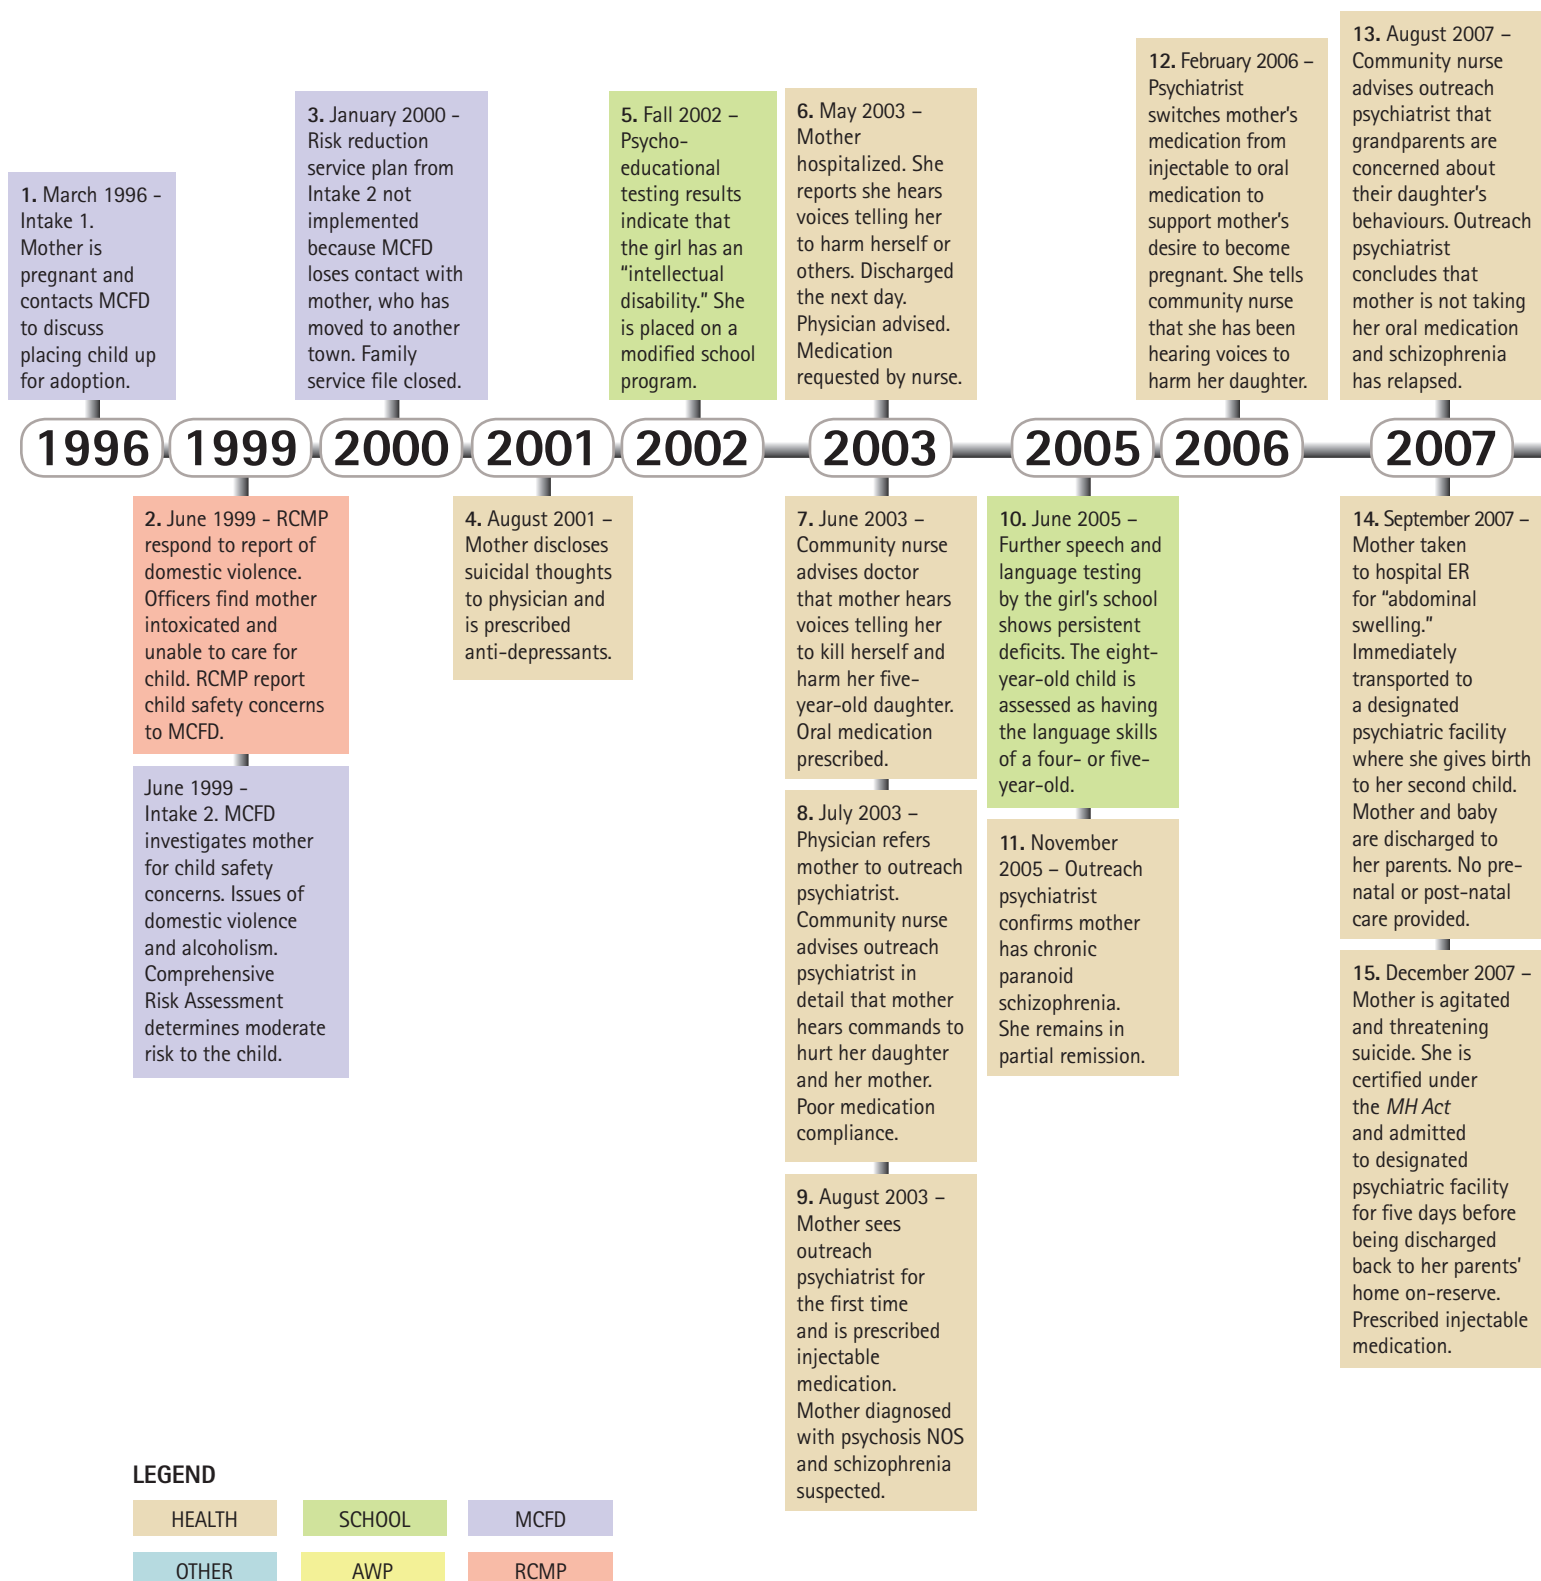 1. March 1996 -
Intake 1.
Mother is
pregnant and
contacts MCFD
to discuss
placing child up
for adoption.
3. January 2000 -
Risk reduction
service plan from
Intake 2 not
implemented
because MCFD
loses contact with
mother, who has
moved to another
town. Family
service file closed.
5. Fall 2002 –
Psycho-
educational
testing results
indicate that
the girl has an
"intellectual
disability." She
is placed on a
modified school
program.
6. May 2003 –
Mother
hospitalized. She
reports she hears
voices telling her
to harm herself or
others. Discharged
the next day.
Physician advised.
Medication
requested by nurse.
12. February 2006 –
Psychiatrist
switches mother's
medication from
injectable to oral
medication to
support mother's
desire to become
pregnant. She tells
community nurse
that she has been
hearing voices to
harm her daughter.
13. August 2007 –
Community nurse
advises outreach
psychiatrist that
grandparents are
concerned about
their daughter's
behaviours. Outreach
psychiatrist
concludes that
mother is not taking
her oral medication
and schizophrenia
has relapsed.
1996 1999 2000 2001 2002 2003 2005 2006 2007
2. June 1999 - RCMP
respond to report of
domestic violence.
Officers find mother
intoxicated and
unable to care for
child. RCMP report
child safety concerns
to MCFD.
June 1999 -
Intake 2. MCFD
investigates mother
for child safety
concerns. Issues of
domestic violence
and alcoholism.
Comprehensive
Risk Assessment
determines moderate
risk to the child.
4. August 2001 –
Mother discloses
suicidal thoughts
to physician and
is prescribed
anti-depressants.
7. June 2003 –
Community nurse
advises doctor
that mother hears
voices telling her
to kill herself and
harm her five-
year-old daughter.
Oral medication
prescribed.
8. July 2003 –
Physician refers
mother to outreach
psychiatrist.
Community nurse
advises outreach
psychiatrist in
detail that mother
hears commands to
hurt her daughter
and her mother.
Poor medication
compliance.
9. August 2003 –
Mother sees
outreach
psychiatrist for
the first time
and is prescribed
injectable
medication.
Mother diagnosed
with psychosis NOS
and schizophrenia
suspected.
10. June 2005 –
Further speech and
language testing
by the girl's school
shows persistent
deficits. The eight-
year-old child is
assessed as having
the language skills
of a four- or five-
year-old.
11. November
2005 – Outreach
psychiatrist
confirms mother
has chronic
paranoid
schizophrenia.
She remains in
partial remission.
14. September 2007 –
Mother taken
to hospital ER
for "abdominal
swelling."
Immediately
transported to
a designated
psychiatric facility
where she gives birth
to her second child.
Mother and baby
are discharged to
her parents. No pre-
natal or post-natal
care provided.
15. December 2007 –
Mother is agitated
and threatening
suicide. She is
certified under
the MH Act
and admitted
to designated
psychiatric facility
for five days before
being discharged
back to her parents'
home on-reserve.
Prescribed injectable
medication.
LEGEND
HEALTH SCHOOL MCFD
OTHER AWP RCMP